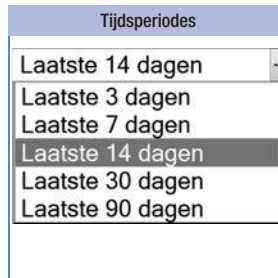 Tijdsperiodes
Laatste 14 dagen
Laatste 3 dagen
Laatste 7 dagen
Laatste 14 dagen
Laatste 30 dagen
Laatste 90 dagen